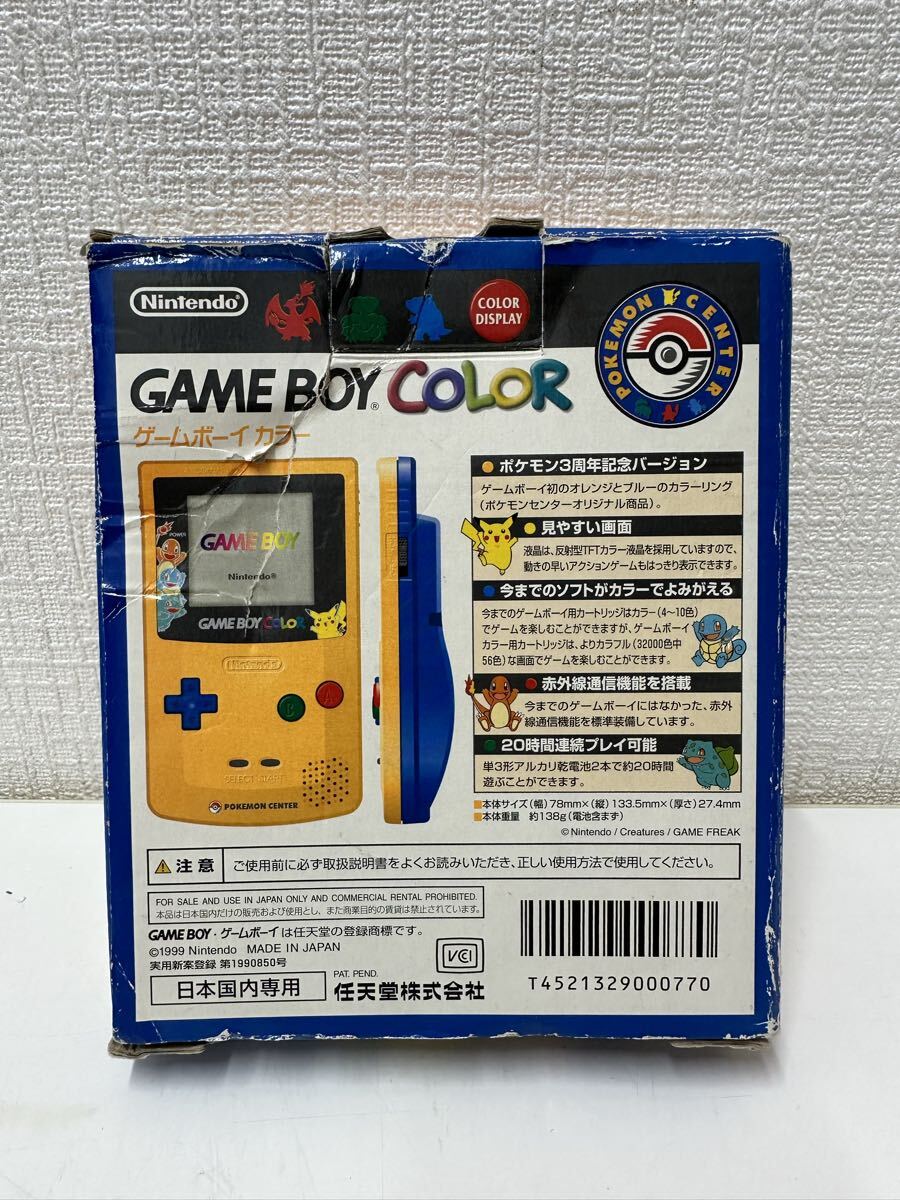 Nintendo®
COLOR
DISPLAY
POKEMON CENTER
GAME BOY® COLOR
ゲームボーイ カラー
POWER
GAME BOY
Nintendo®
GAME BOY COLOR
Nintendo
B
A
SELECT START
POKEMON CENTER
●ポケモン3周年記念バージョン
ゲームボーイ初のオレンジとブルーのカラーリング
(ポケモンセンターオリジナル商品)。
●見やすい画面
液晶は、反射型TFTカラー液晶を採用していますので、
動きの早いアクションゲームもはっきり表示できます。
●今までのソフトがカラーでよみがえる
今までのゲームボーイ用カートリッジはカラー(4〜10色)
でゲームを楽しむことができますが、ゲームボーイ
カラー用カートリッジは、よりカラフル(32000色中
56色)な画面でゲームを楽しむことができます。
●赤外線通信機能を搭載
今までのゲームボーイにはなかった、赤外
線通信機能を標準装備しています。
●20時間連続プレイ可能
単3形アルカリ乾電池2本で約20時間
遊ぶことができます。
■本体サイズ(幅)78mm×(縦)133.5mm×(厚さ)27.4mm
■本体重量 約138g(電池含まず)
©Nintendo / Creatures / GAME FREAK
⚠注意 ご使用前に必ず取扱説明書をよくお読みいただき、正しい使用方法で使用してください。
FOR SALE AND USE IN JAPAN ONLY AND COMMERCIAL RENTAL PROHIBITED.
本品は日本国内だけの販売および使用とし、また商業目的の賃貸は禁止されています。
GAME BOY・ゲームボーイは任天堂の登録商標です。
©1999 Nintendo MADE IN JAPAN
実用新案登録 第1990850号
PAT. PEND.
VCI
日本国内専用
任天堂株式会社
T4521329000770